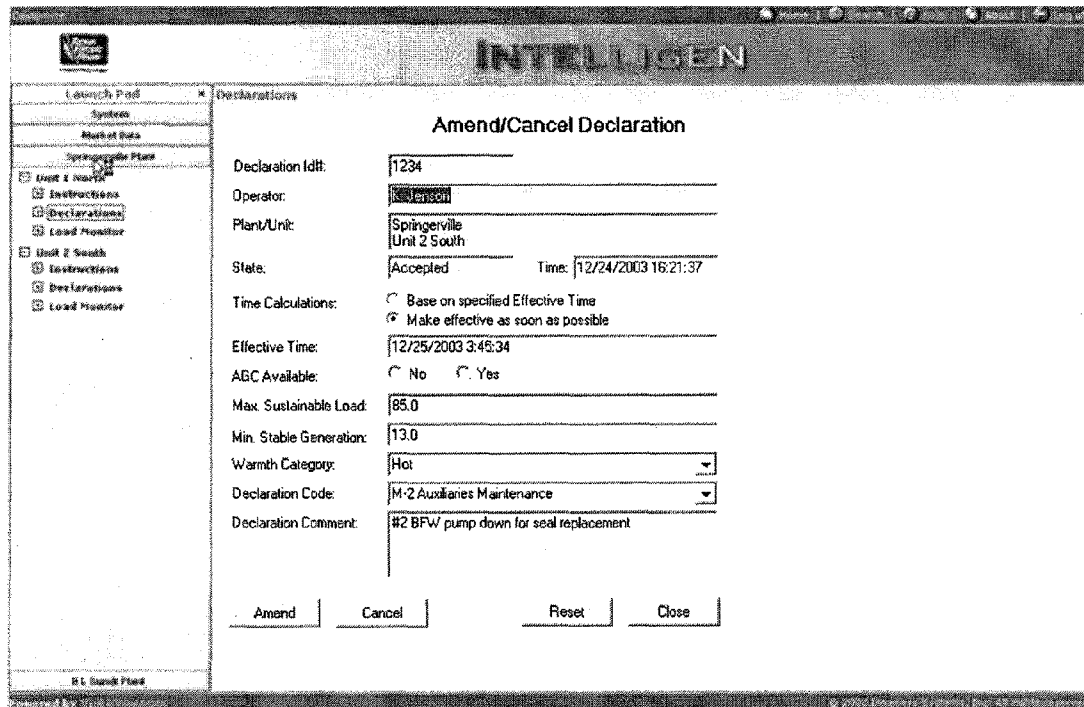 INTELLIGEN
Launch Pad
Declarations
System
Market Data
Springerville Plant
Unit 1 North
Instructions
Declarations
Load Monitor
Unit 2 South
Instructions
Declarations
Load Monitor
Amend/Cancel Declaration
Declaration Id#: 1234
Operator: K. Jenson
Plant/Unit: Springerville
Unit 2 South
State: Accepted Time: 12/24/2003 16:21:37
Time Calculations: Base on specified Effective Time
Make effective as soon as possible
Effective Time: 12/25/2003 3:45:34
AGC Available: No Yes
Max. Sustainable Load: 85.0
Min. Stable Generation: 13.0
Warmth Category: Hot
Declaration Code: M-2 Auxiliaries Maintenance
Declaration Comment: #2 BFW pump down for seal replacement
Amend Cancel Reset Close